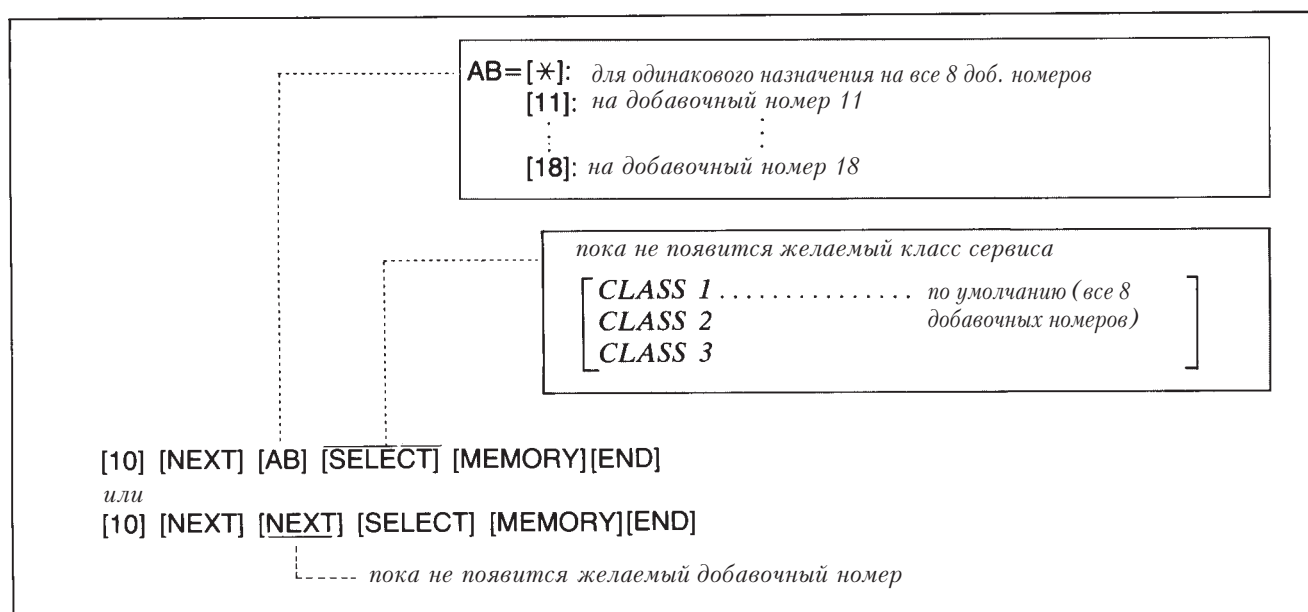 AB=[*]: для одинакового назначения на все 8 доб. номеров
[11]: на добавочный номер 11
[18]: на добавочный номер 18
пока не появится желаемый класс сервиса
CLASS 1 ............... по умолчанию (все 8
CLASS 2 добавочных номеров)
CLASS 3
[10] [NEXT] [AB] [SELECT] [MEMORY][END]
или
[10] [NEXT] [NEXT] [SELECT] [MEMORY][END]
пока не появится желаемый добавочный номер